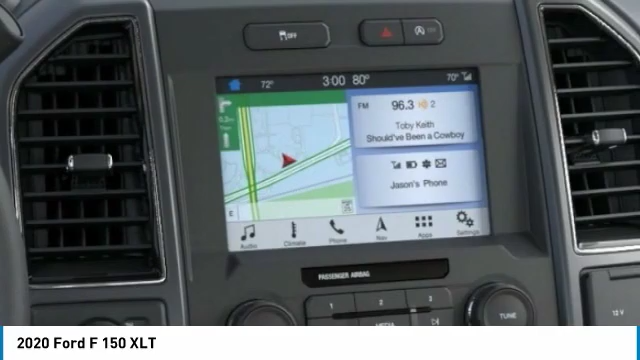 OFF
72°
3:00 80°
70°
FM
96.3
2
Toby Keith
Should've Been a Cowboy
Jason's Phone
E
Audio
Climate
Phone
Nav
Apps
Settings
PASSENGER AIRBAG
1
2
3
MEDIA
TUNE
12 V
2020 Ford F 150 XLT